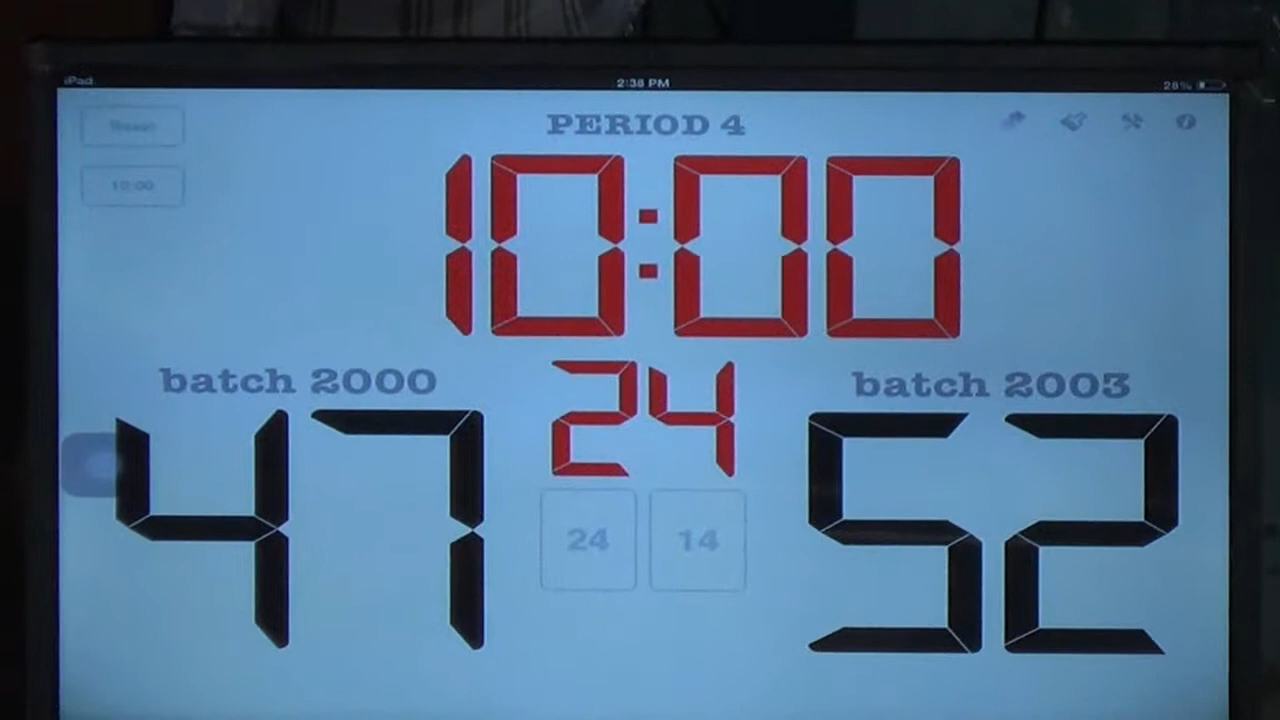 iPad
2:38 PM
28%
Reset
PERIOD 4
10:00
10:00
batch 2000
24
batch 2003
47
52
24
14